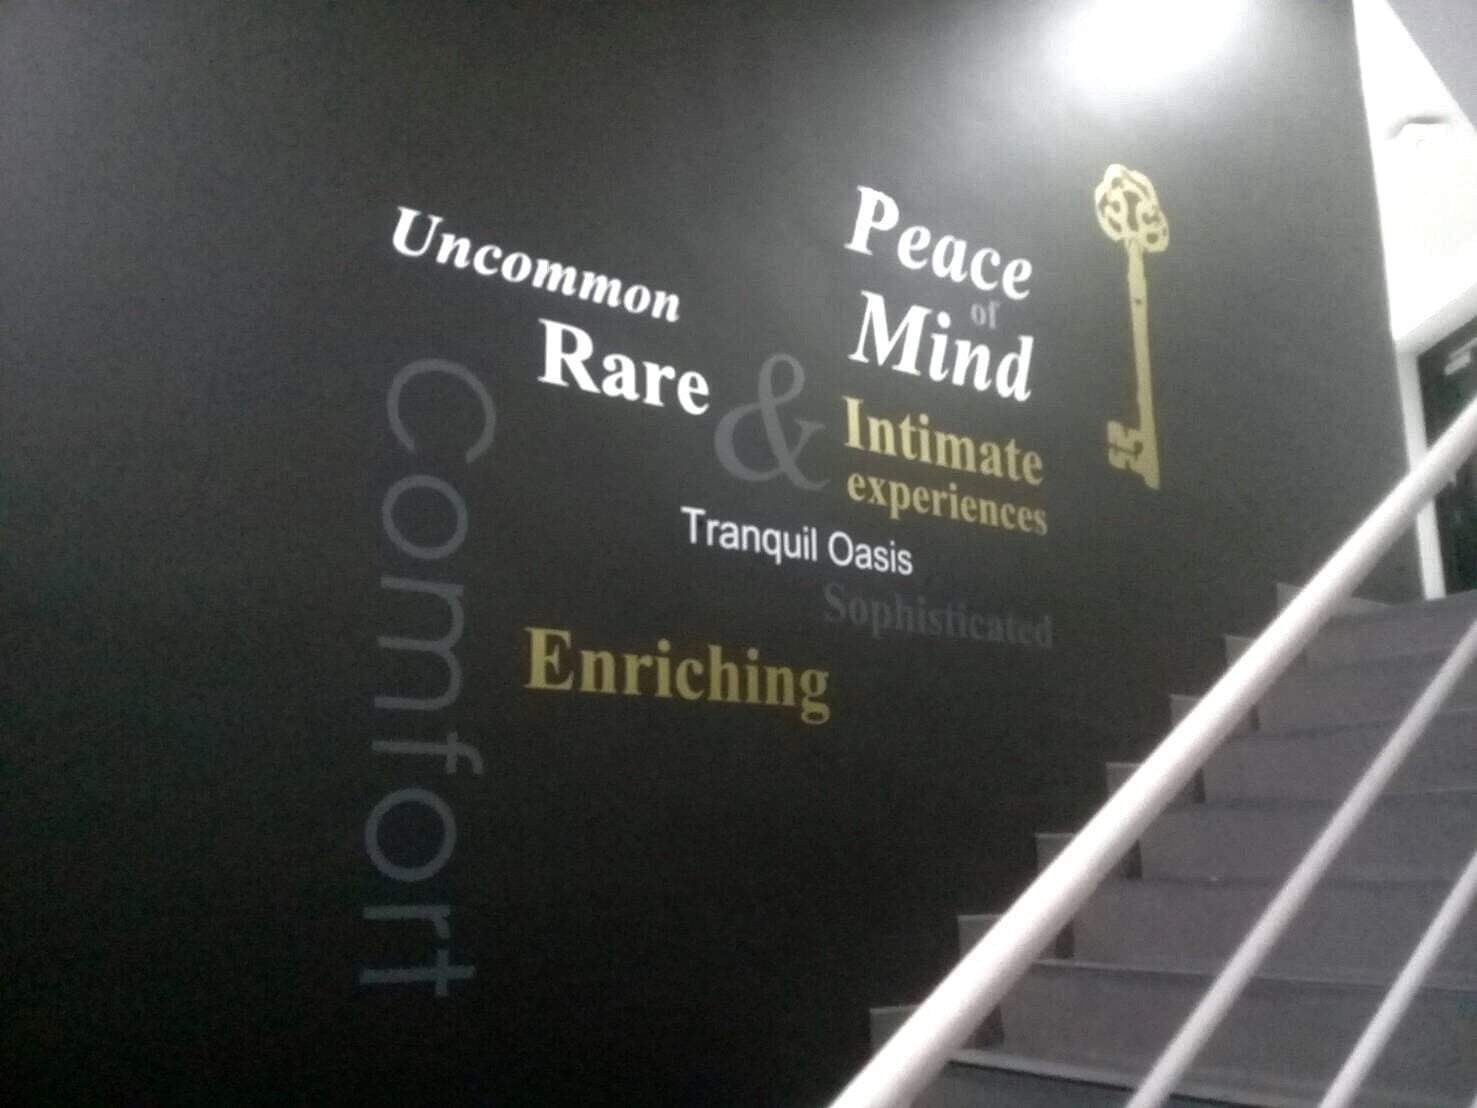 Uncommon
Rare
&
Peace
of
Mind
Intimate
experiences
Tranquil Oasis
Sophisticated
Enriching
Comfort